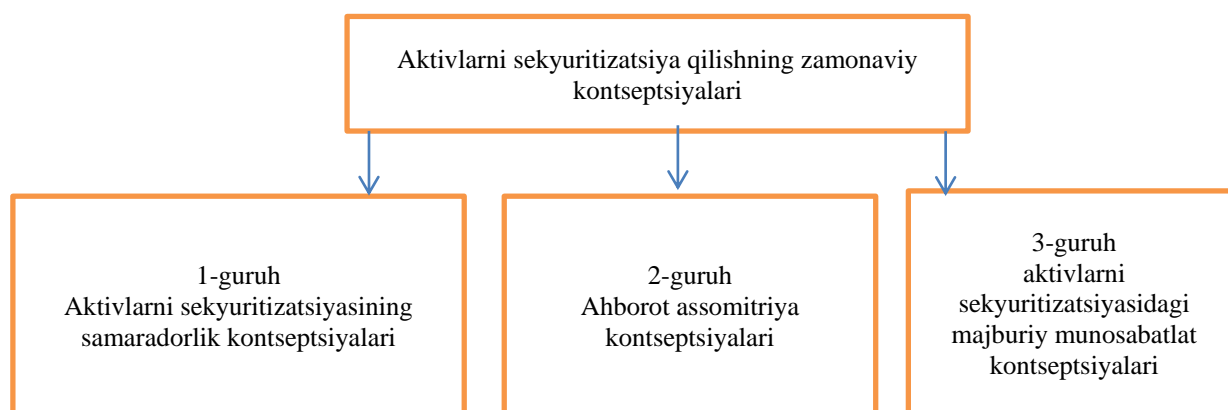 Aktivlarni sekyuritizatsiya qilishning zamonaviy
kontseptsiyalari
1-guruh
Aktivlarni sekyuritizatsiyasining
samaradorlik kontseptsiyalari
2-guruh
Ahborot assomitriya
kontseptsiyalari
3-guruh
aktivlarni
sekyuritizatsiyasidagi
majburiy munosabatlat
kontseptsiyalari